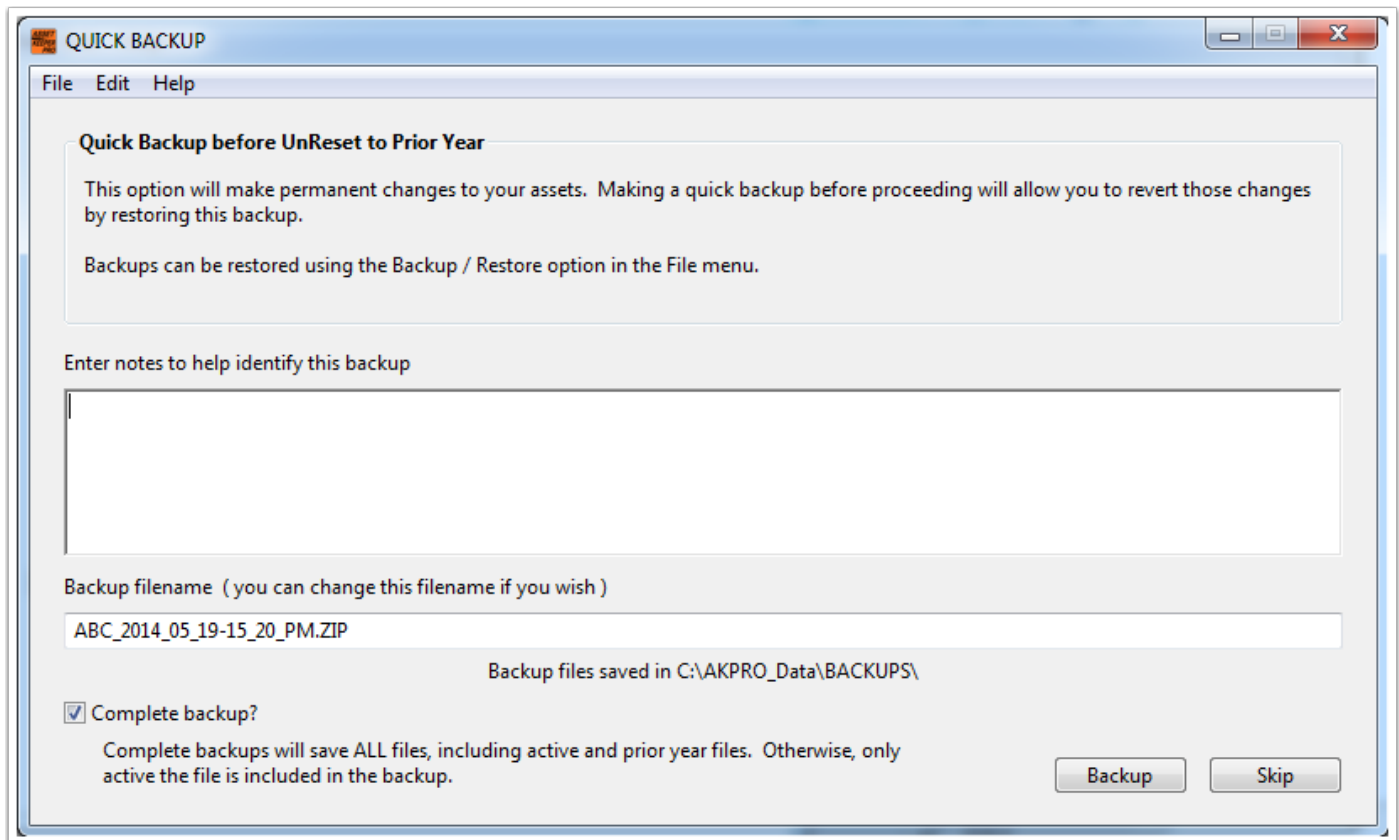 ASSET
KEEPER
PRO
QUICK BACKUP
File Edit Help
Quick Backup before UnReset to Prior Year
This option will make permanent changes to your assets.  Making a quick backup before proceeding will allow you to revert those changes
by restoring this backup.
Backups can be restored using the Backup / Restore option in the File menu.
Enter notes to help identify this backup
Backup filename  ( you can change this filename if you wish )
ABC_2014_05_19-15_20_PM.ZIP
Backup files saved in C:\AKPRO_Data\BACKUPS\
Complete backup?
Complete backups will save ALL files, including active and prior year files.  Otherwise, only
active the file is included in the backup.
Backup Skip